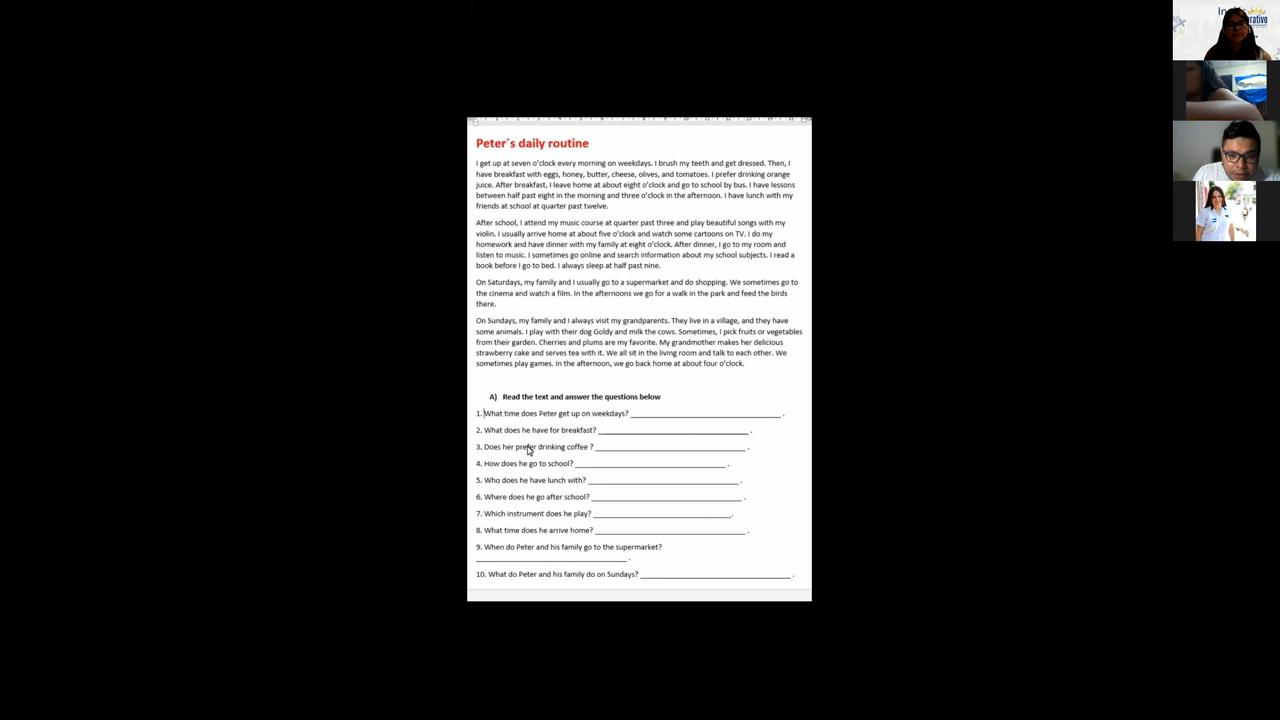 Peter´s daily routine
I get up at seven o'clock every morning on weekdays. I brush my teeth and get dressed. Then, I
have breakfast with eggs, honey, butter, cheese, olives, and tomatoes. I prefer drinking orange
juice. After breakfast, I leave home at about eight o'clock and go to school by bus. I have lessons
between half past eight in the morning and three o'clock in the afternoon. I have lunch with my
friends at school at quarter past twelve.
After school, I attend my music course at quarter past three and play beautiful songs with my
violin. I usually arrive home at about five o'clock and watch some cartoons on TV. I do my
homework and have dinner with my family at eight o'clock. After dinner, I go to my room and
listen to music. I sometimes go online and search information about my school subjects. I read a
book before I go to bed. I always sleep at half past nine.
On Saturdays, my family and I usually go to a supermarket and do shopping. We sometimes go to
the cinema and watch a film. In the afternoons we go for a walk in the park and feed the birds
there.
On Sundays, my family and I always visit my grandparents. They live in a village, and they have
some animals. I play with their dog Goldy and milk the cows. Sometimes, I pick fruits or vegetables
from their garden. Cherries and plums are my favorite. My grandmother makes her delicious
strawberry cake and serves tea with it. We all sit in the living room and talk to each other. We
sometimes play games. In the afternoon, we go back home at about four o'clock.
A) Read the text and answer the questions below
1. What time does Peter get up on weekdays? ______________________________ .
2. What does he have for breakfast? ______________________________ .
3. Does her prefer drinking coffee ? ______________________________ .
4. How does he go to school? ______________________________ .
5. Who does he have lunch with? ______________________________ .
6. Where does he go after school? ______________________________ .
7. Which instrument does he play? ____________________________.
8. What time does he arrive home? ______________________________ .
9. When do Peter and his family go to the supermarket?
______________________________ .
10. What do Peter and his family do on Sundays? ______________________________ .